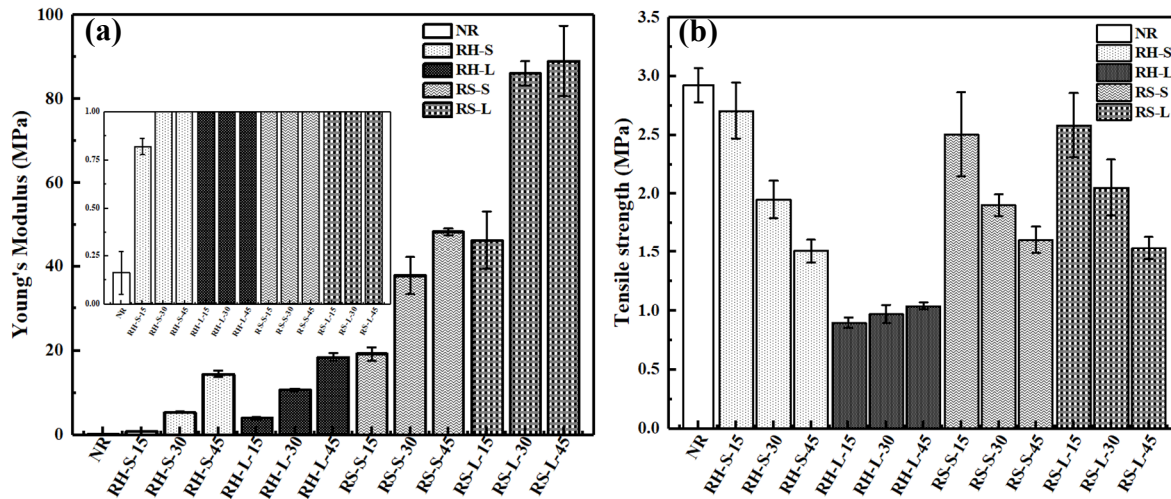 (a)
NR
RH-S
RH-L
RS-S
RS-L
Young's Modulus (MPa)
100
80
60
40
20
0
1.00
0.75
0.50
0.25
0.00
NR
RH-S-15
RH-S-30
RH-S-45
RH-L-15
RH-L-30
RH-L-45
RS-S-15
RS-S-30
RS-S-45
RS-L-15
RS-L-30
RS-L-45
NR
RH-S-15
RH-S-30
RH-S-45
RH-L-15
RH-L-30
RH-L-45
RS-S-15
RS-S-30
RS-S-45
RS-L-15
RS-L-30
RS-L-45
(b)
NR
RH-S
RH-L
RS-S
RS-L
Tensile strength (MPa)
3.5
3.0
2.5
2.0
1.5
1.0
0.5
0.0
NR
RH-S-15
RH-S-30
RH-S-45
RH-L-15
RH-L-30
RH-L-45
RS-S-15
RS-S-30
RS-S-45
RS-L-15
RS-L-30
RS-L-45